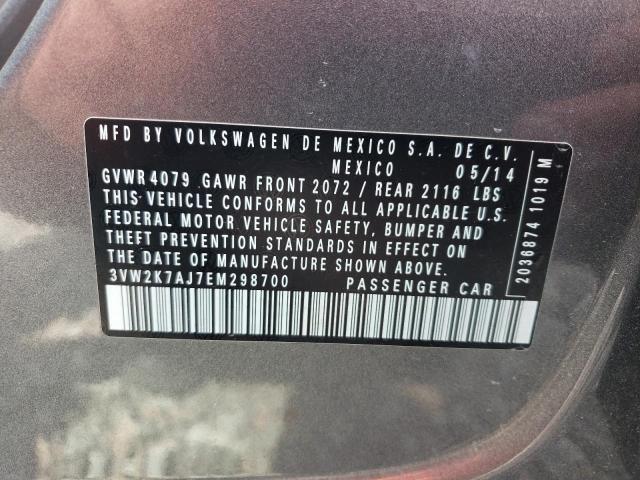 MFD BY VOLKSWAGEN DE MEXICO S.A. DE C.V.
MEXICO 05/14
GVWR 4079 GAWR FRONT 2072 / REAR 2116 LBS
THIS VEHICLE CONFORMS TO ALL APPLICABLE U.S.
FEDERAL MOTOR VEHICLE SAFETY, BUMPER AND
THEFT PREVENTION STANDARDS IN EFFECT ON
THE DATE OF MANUFACTURE SHOWN ABOVE.
3VW2K7AJ7EM298700 PASSENGER CAR
2036874 1019 M